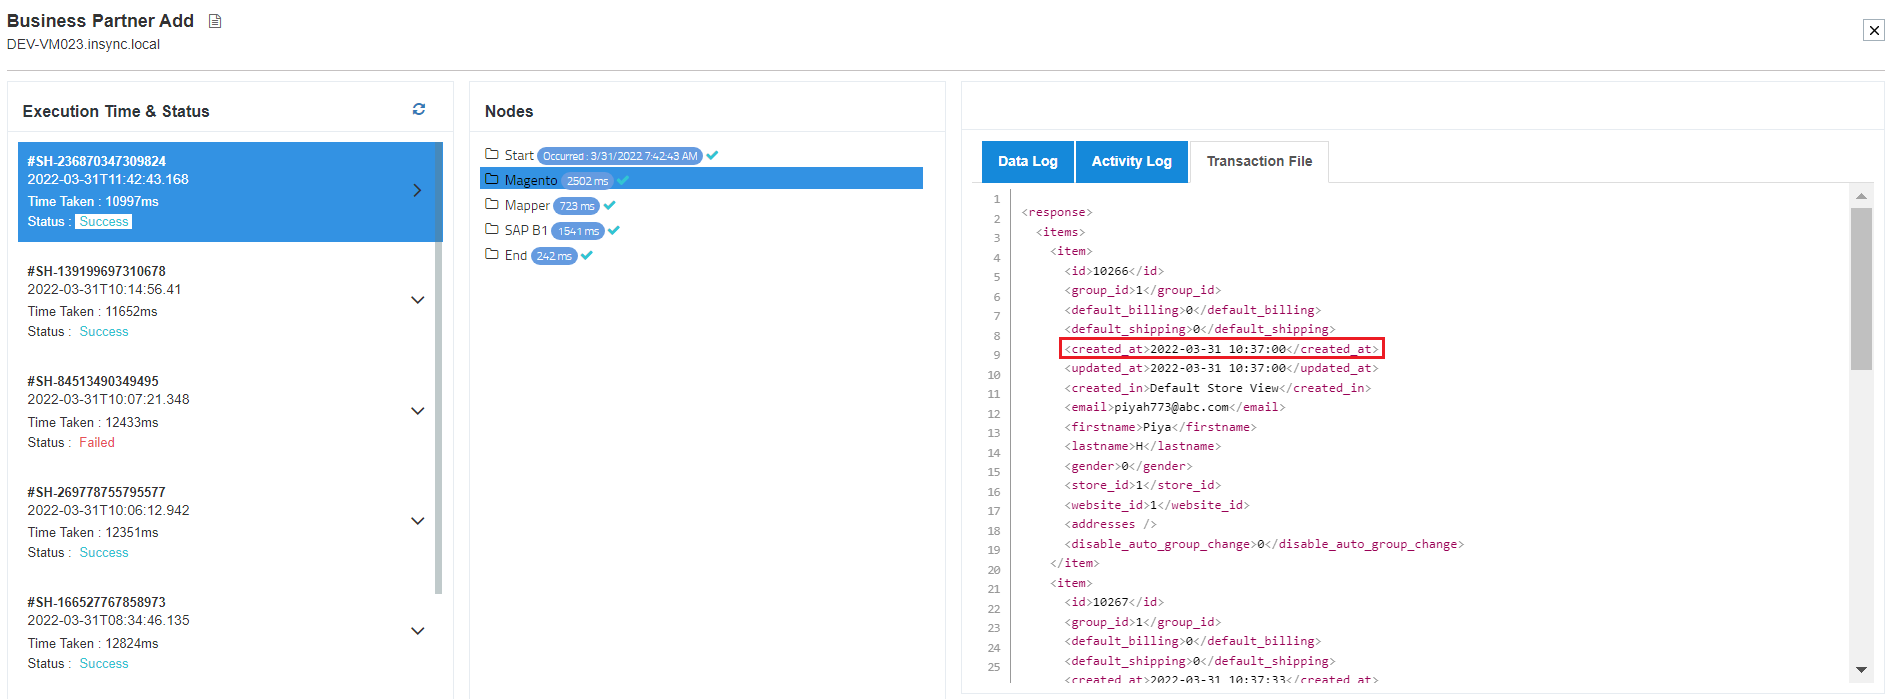 Business Partner Add
DEV-VM023.insync.local
Execution Time & Status
#SH-236870347309824
2022-03-31T11:42:43.168
Time Taken : 10997ms
Status : Success
#SH-139199697310678
2022-03-31T10:14:56.41
Time Taken : 11652ms
Status : Success
#SH-84513490349495
2022-03-31T10:07:21.348
Time Taken : 12433ms
Status : Failed
#SH-269778755795577
2022-03-31T10:06:12.942
Time Taken : 12351ms
Status : Success
#SH-166527767858973
2022-03-31T08:34:46.135
Time Taken : 12824ms
Status : Success
Nodes
Start Occurred : 3/31/2022 7:42:43 AM
Magento 2502 ms
Mapper 723 ms
SAP B1 1541 ms
End 242 ms
Data Log Activity Log Transaction File
1
2 <response>
3 <items>
4 <item>
5 <id>10266</id>
6 <group_id>1</group_id>
7 <default_billing>0</default_billing>
8 <default_shipping>0</default_shipping>
9 <created_at>2022-03-31 10:37:00</created_at>
10 <updated_at>2022-03-31 10:37:00</updated_at>
11 <created_in>Default Store View</created_in>
12 <email>piyah773@abc.com</email>
13 <firstname>Piya</firstname>
14 <lastname>H</lastname>
15 <gender>0</gender>
16 <store_id>1</store_id>
17 <website_id>1</website_id>
18 <addresses />
19 <disable_auto_group_change>0</disable_auto_group_change>
20 </item>
21 <item>
22 <id>10267</id>
23 <group_id>1</group_id>
24 <default_billing>0</default_billing>
25 <default_shipping>0</default_shipping>
<created_at>2022-03-31 10:37:33</created_at>